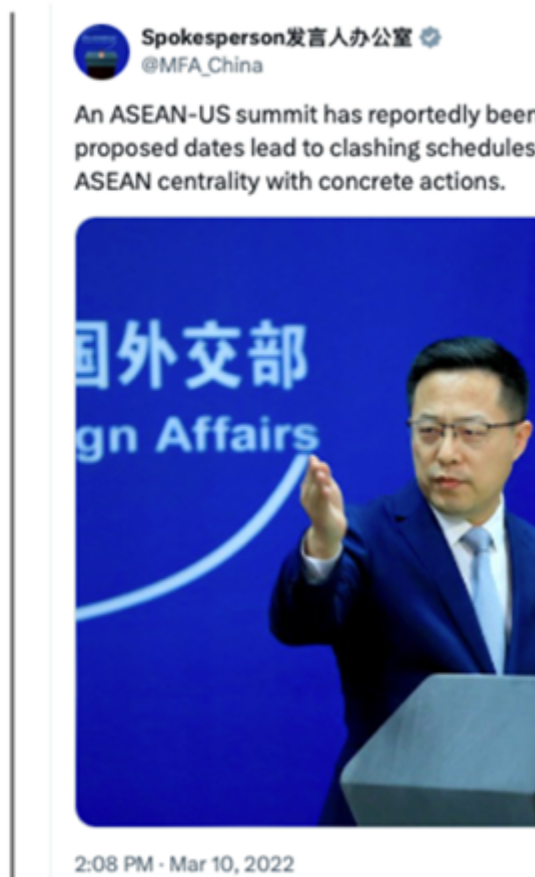 Spokesperson发言人办公室
@MFA_China
An ASEAN-US summit has reportedly been
proposed dates lead to clashing schedules
ASEAN centrality with concrete actions.
国外交部
gn Affairs
2:08 PM · Mar 10, 2022